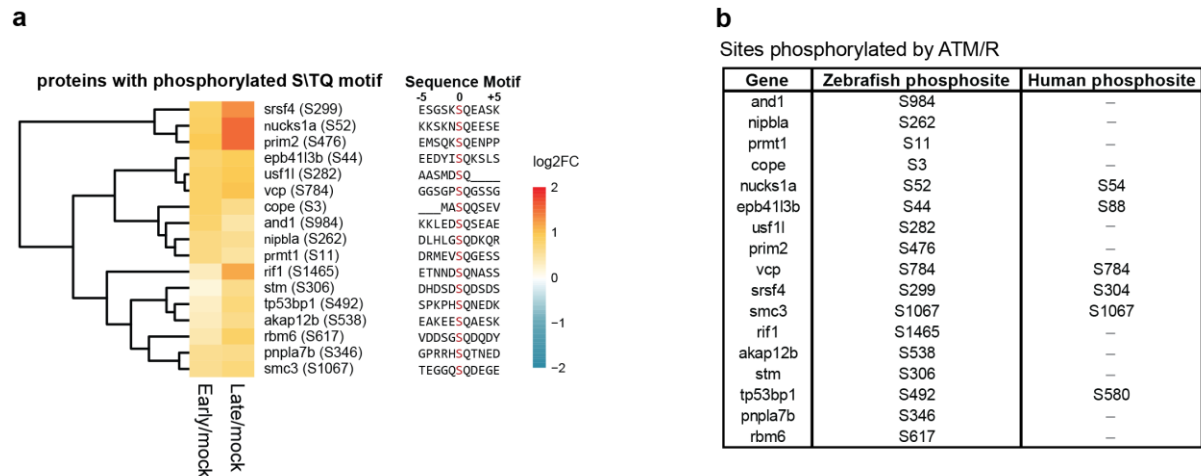 a
proteins with phosphorylated S\TQ motif
Sequence Motif
-5 0 +5
srsf4 (S299) ESGSKSQEASK
nucks1a (S52) KKSKNSQEESE
prim2 (S476) EMSQKSQENPP
epb41l3b (S44) EEDYISQKSLS
usf1l (S282) AASMDSQ_____
vcp (S784) GGSGPSQGSSG
cope (S3) ___MASQQSEV
and1 (S984) KKLEDSQSEAE
nipbla (S262) DLHLGSQDKQR
prmt1 (S11) DRMEVSQGESS
rif1 (S1465) ETNNDSQNASS
stm (S306) DHDSDSQDSDS
tp53bp1 (S492) SPKPHSQNEDK
akap12b (S538) EAKEESQAESK
rbm6 (S617) VDDSGSQDQDY
pnpla7b (S346) GPRRHSQTNED
smc3 (S1067) TEGGQSQDEGE
Early/mock
Late/mock
log2FC
2
1
0
−1
−2
b
Sites phosphorylated by ATM/R
Gene Zebrafish phosphosite Human phosphosite
and1 S984 –
nipbla S262 –
prmt1 S11 –
cope S3 –
nucks1a S52 S54
epb41l3b S44 S88
usf1l S282 –
prim2 S476 –
vcp S784 S784
srsf4 S299 S304
smc3 S1067 S1067
rif1 S1465 –
akap12b S538 –
stm S306 –
tp53bp1 S492 S580
pnpla7b S346 –
rbm6 S617 –